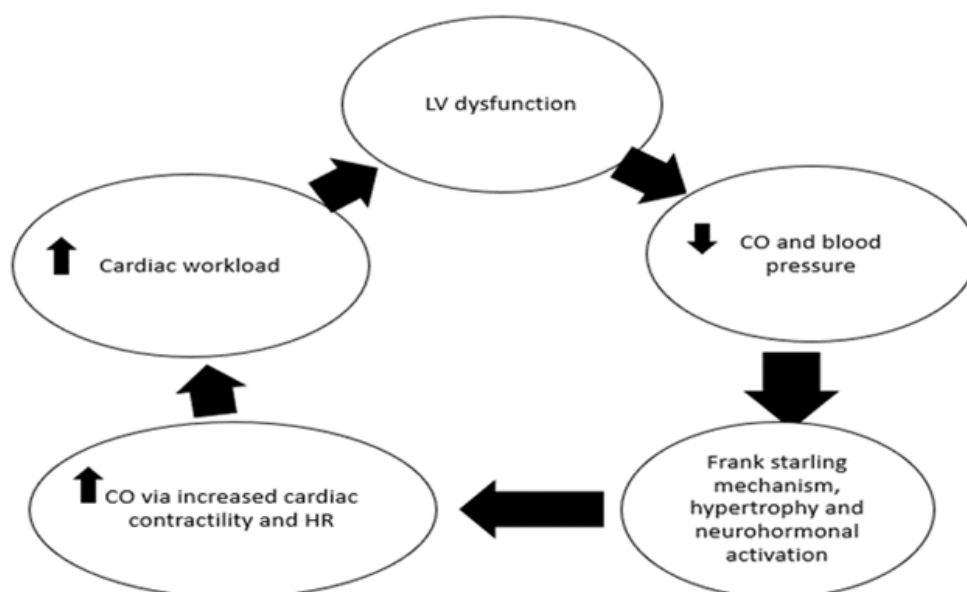 LV dysfunction
CO and blood
pressure
Frank starling
mechanism,
hypertrophy and
neurohormonal
activation
CO via increased cardiac
contractility and HR
Cardiac workload